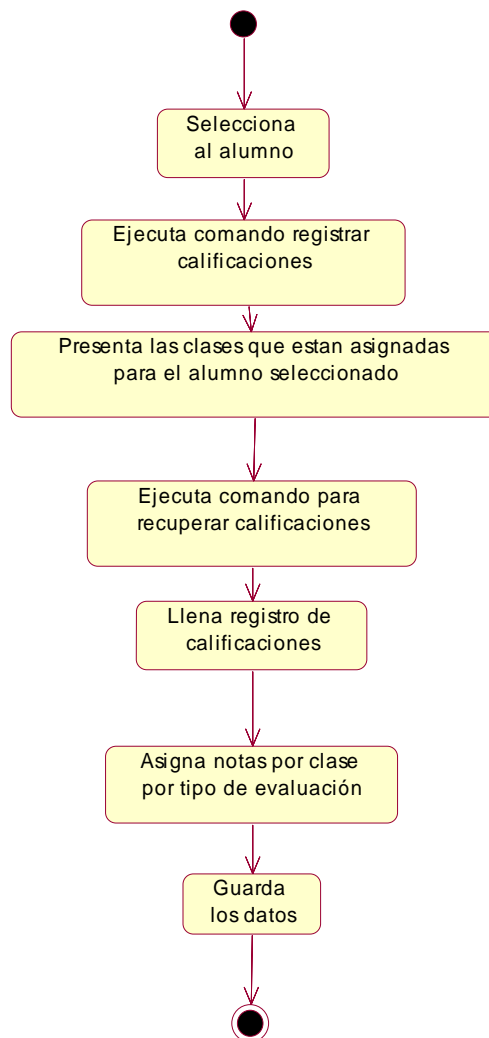 Selecciona
al alumno
Ejecuta comando registrar
calificaciones
Presenta las clases que estan asignadas
para el alumno seleccionado
Ejecuta comando para
recuperar calificaciones
Llena registro de
calificaciones
Asigna notas por clase
por tipo de evaluación
Guarda
los datos